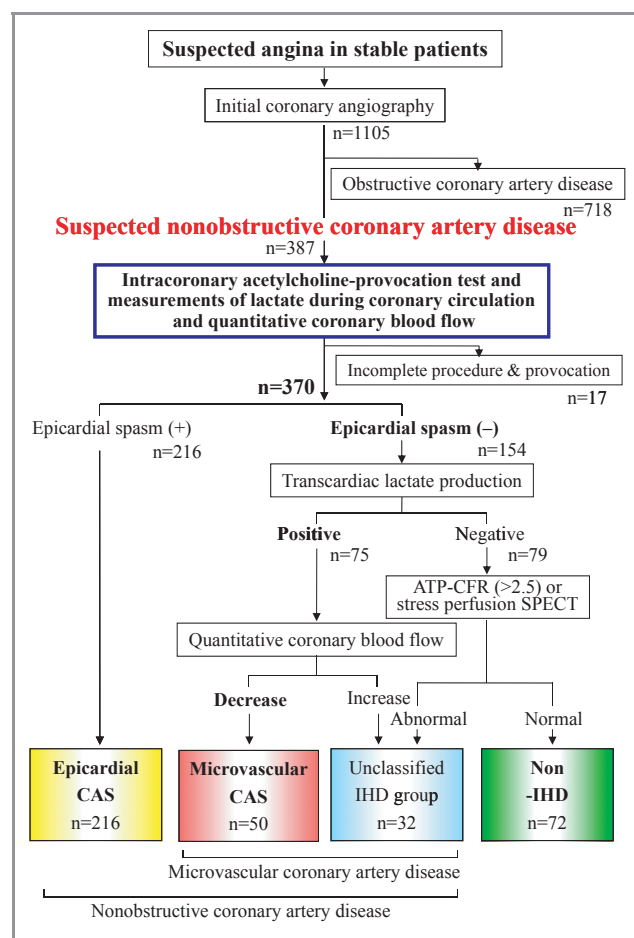 Suspected angina in stable patients
Initial coronary angiography
n=1105
Obstructive coronary artery disease
n=718
Suspected nonobstructive coronary artery disease
n=387
Intracoronary acetylcholine-provocation test and
measurements of lactate during coronary circulation
and quantitative coronary blood flow
Incomplete procedure & provocation
n=17
n=370
Epicardial spasm (+)
n=216
Epicardial spasm (–)
n=154
Transcardiac lactate production
Positive
n=75
Negative
n=79
ATP-CFR (>2.5) or
stress perfusion SPECT
Quantitative coronary blood flow
Decrease
Increase
Abnormal
Normal
Epicardial
CAS
n=216
Microvascular
CAS
n=50
Unclassified
IHD group
n=32
Non
-IHD
n=72
Microvascular coronary artery disease
Nonobstructive coronary artery disease